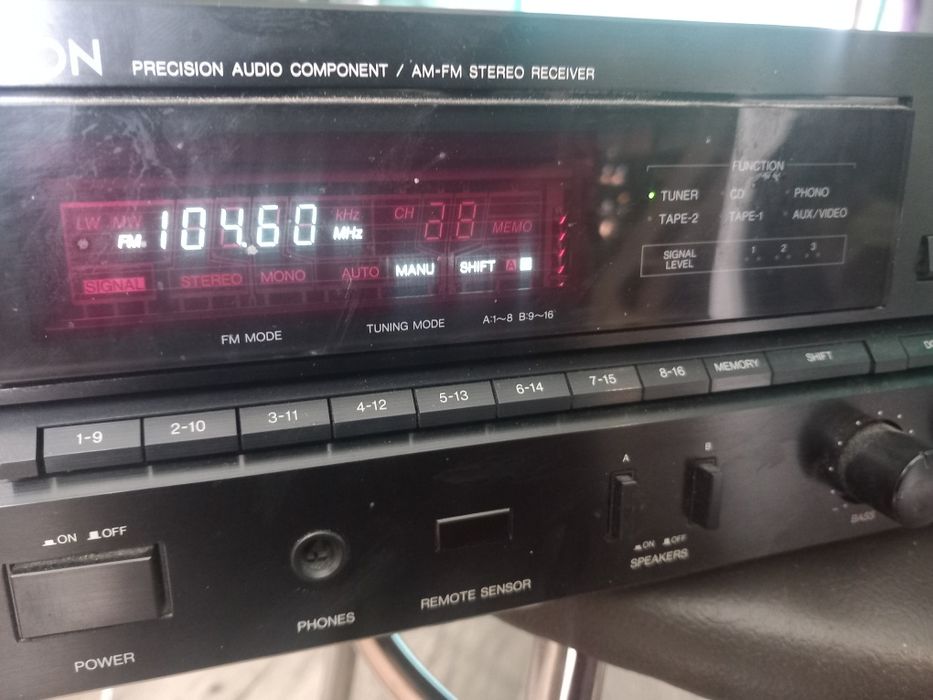 ON
PRECISION AUDIO COMPONENT / AM-FM STEREO RECEIVER
FUNCTION
TUNER CD PHONO
TAPE-2 TAPE-1 AUX/VIDEO
SIGNAL LEVEL 1 2 3
LW MW kHz CH MEMO
FM 104.60 MHz
SIGNAL STEREO MONO AUTO MANU SHIFT A
FM MODE TUNING MODE A:1~8 B:9~16
1-9 2-10 3-11 4-12 5-13 6-14 7-15 8-16 MEMORY SHIFT
A B
ON OFF
ON OFF
SPEAKERS
BASS
POWER PHONES REMOTE SENSOR